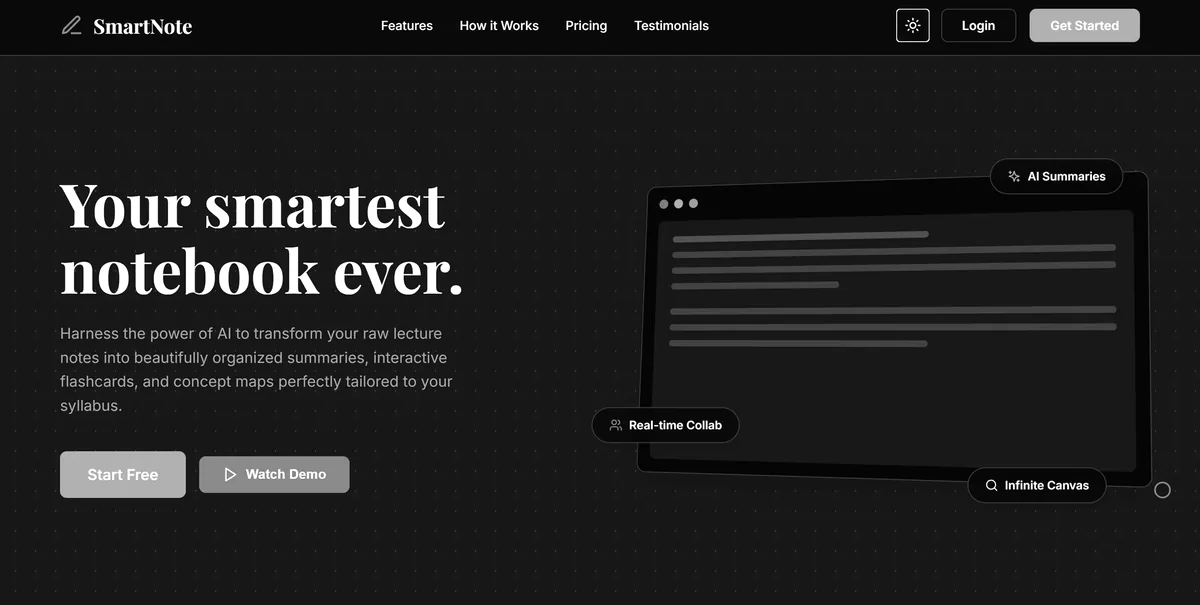 SmartNote
Features
How it Works
Pricing
Testimonials
Login
Get Started
Your smartest
notebook ever.
Harness the power of AI to transform your raw lecture
notes into beautifully organized summaries, interactive
flashcards, and concept maps perfectly tailored to your
syllabus.
Start Free
Watch Demo
AI Summaries
Real-time Collab
Infinite Canvas